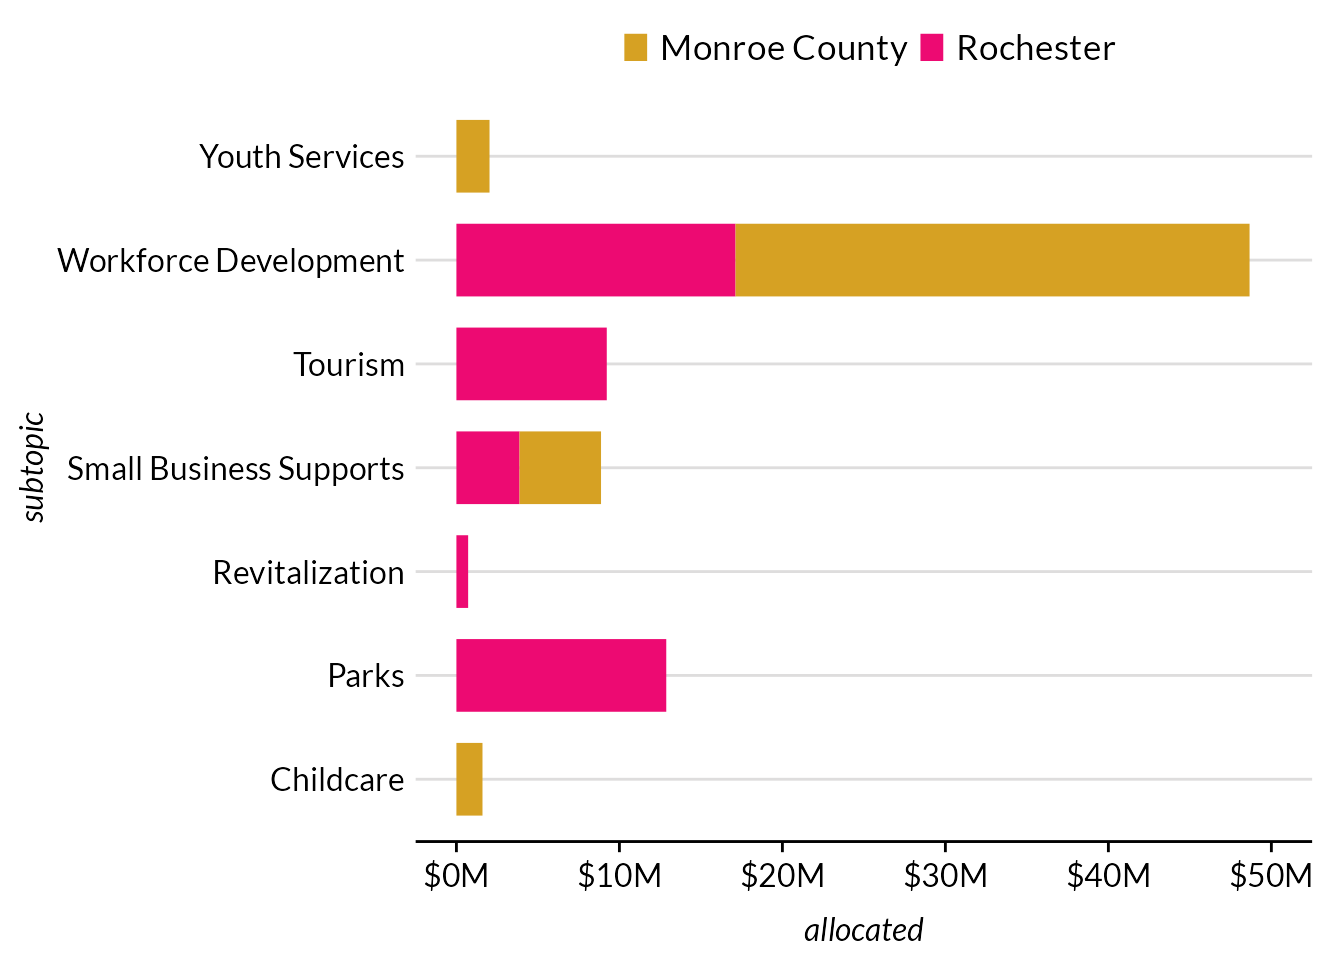 Monroe County Rochester
Youth Services
Workforce Development
Tourism
Small Business Supports
Revitalization
Parks
Childcare
subtopic
$0M $10M $20M $30M $40M $50M
allocated